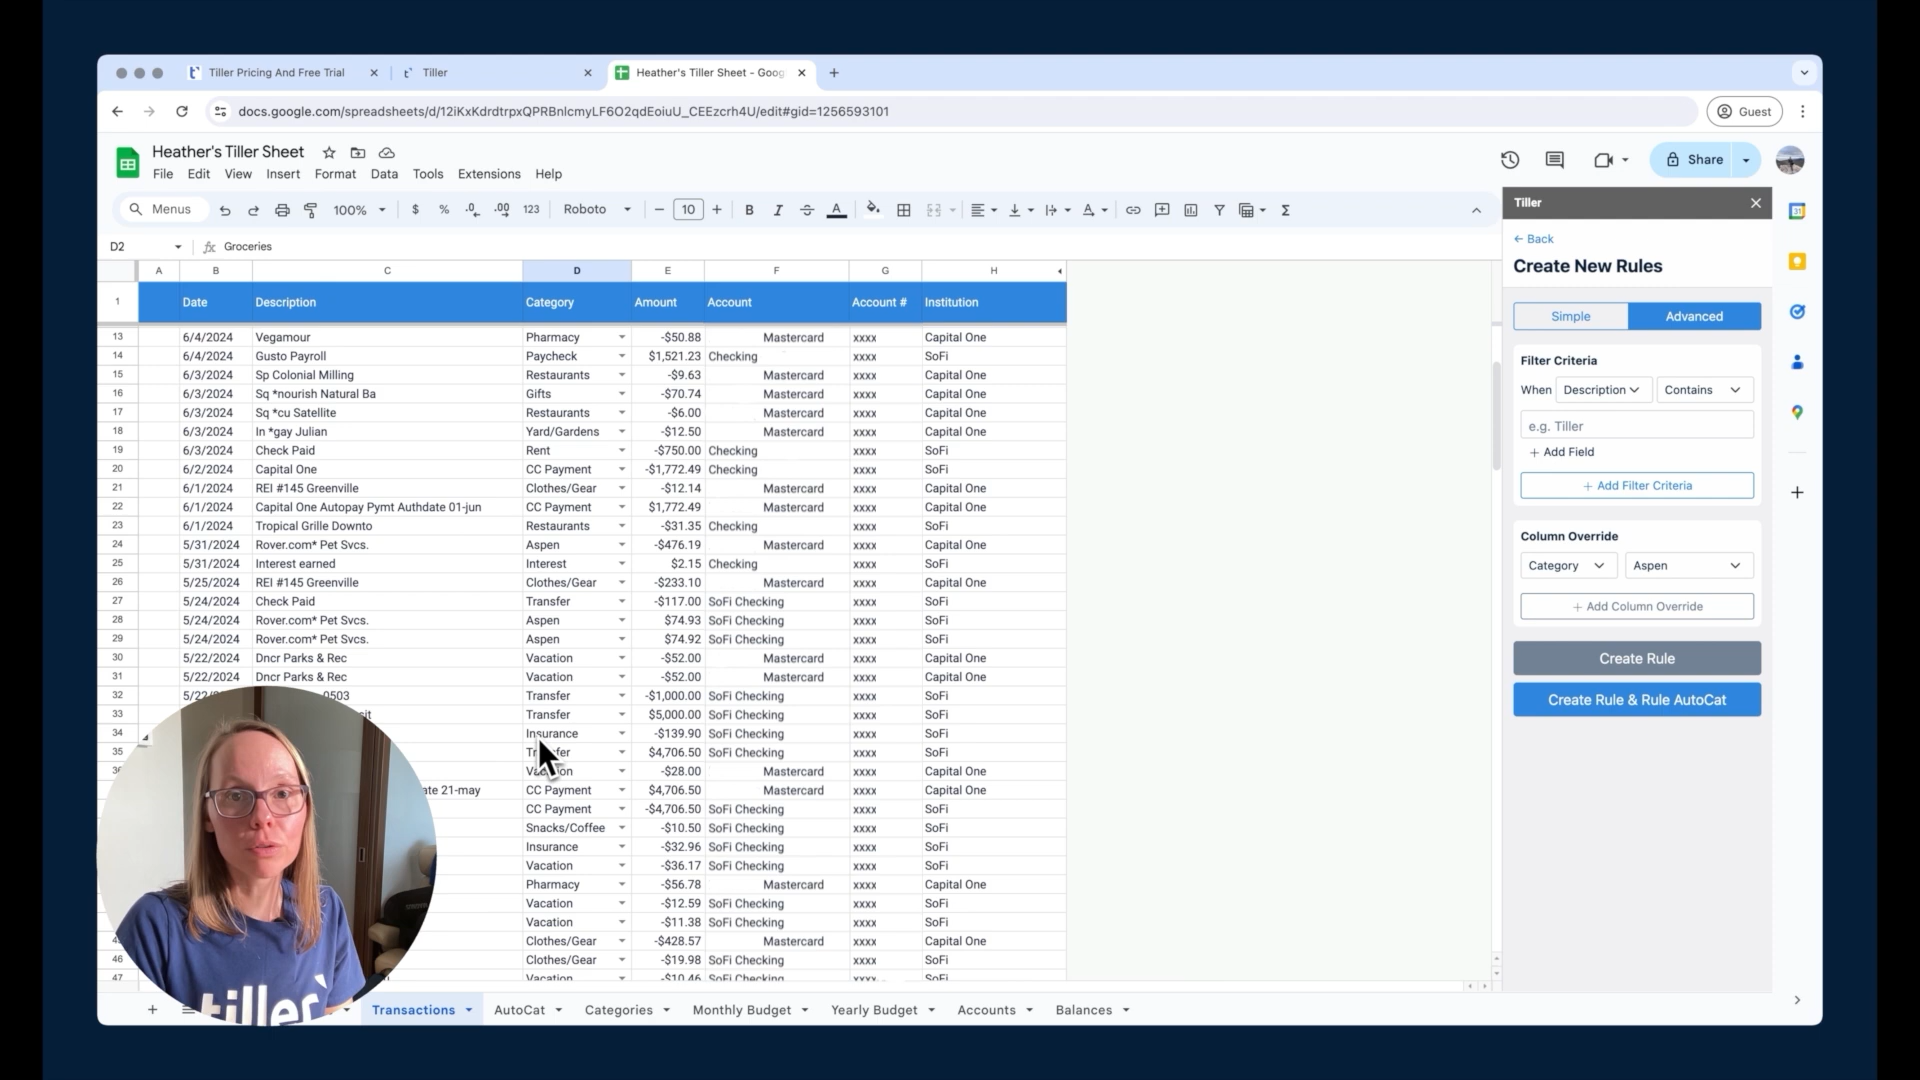 Tiller Pricing And Free Trial
Tiller
Heather's Tiller Sheet - Goog
docs.google.com/spreadsheets/d/12iKxKdrdtrpxQPRBnlcmyLF6O2qdEoiuU_CEEzcrh4U/edit#gid=1256593101
Guest
Heather's Tiller Sheet
File Edit View Insert Format Data Tools Extensions Help
Share
Menus 100% $ % .0 .00 123 Roboto 10 B I A
D2 fx Groceries
A B C D E F G H
1 Date Description Category Amount Account Account # Institution
13 6/4/2024 Vegamour Pharmacy -$50.88 Mastercard xxxx Capital One
14 6/4/2024 Gusto Payroll Paycheck $1,521.23 Checking xxxx SoFi
15 6/3/2024 Sp Colonial Milling Restaurants -$9.63 Mastercard xxxx Capital One
16 6/3/2024 Sq *nourish Natural Ba Gifts -$70.74 Mastercard xxxx Capital One
17 6/3/2024 Sq *cu Satellite Restaurants -$6.00 Mastercard xxxx Capital One
18 6/3/2024 In *gay Julian Yard/Gardens -$12.50 Mastercard xxxx Capital One
19 6/3/2024 Check Paid Rent -$750.00 Checking xxxx SoFi
20 6/2/2024 Capital One CC Payment -$1,772.49 Checking xxxx SoFi
21 6/1/2024 REI #145 Greenville Clothes/Gear -$12.14 Mastercard xxxx Capital One
22 6/1/2024 Capital One Autopay Pymt Authdate 01-jun CC Payment $1,772.49 Mastercard xxxx Capital One
23 6/1/2024 Tropical Grille Downto Restaurants -$31.35 Checking xxxx SoFi
24 5/31/2024 Rover.com* Pet Svcs. Aspen -$476.19 Mastercard xxxx Capital One
25 5/31/2024 Interest earned Interest $2.15 Checking xxxx SoFi
26 5/25/2024 REI #145 Greenville Clothes/Gear -$233.10 Mastercard xxxx Capital One
27 5/24/2024 Check Paid Transfer -$117.00 SoFi Checking xxxx SoFi
28 5/24/2024 Rover.com* Pet Svcs. Aspen $74.93 SoFi Checking xxxx SoFi
29 5/24/2024 Rover.com* Pet Svcs. Aspen $74.92 SoFi Checking xxxx SoFi
30 5/22/2024 Dncr Parks & Rec Vacation -$52.00 Mastercard xxxx Capital One
31 5/22/2024 Dncr Parks & Rec Vacation -$52.00 Mastercard xxxx Capital One
32 5/22 0503 Transfer -$1,000.00 SoFi Checking xxxx SoFi
33 sit Transfer $5,000.00 SoFi Checking xxxx SoFi
34 Insurance -$139.90 SoFi Checking xxxx SoFi
35 Transfer $4,706.50 SoFi Checking xxxx SoFi
36 Vacation -$28.00 Mastercard xxxx Capital One
ate 21-may CC Payment $4,706.50 Mastercard xxxx Capital One
CC Payment -$4,706.50 SoFi Checking xxxx SoFi
Snacks/Coffee -$10.50 SoFi Checking xxxx SoFi
Insurance -$32.96 SoFi Checking xxxx SoFi
Vacation -$36.17 SoFi Checking xxxx SoFi
Pharmacy -$56.78 Mastercard xxxx Capital One
Vacation -$12.59 SoFi Checking xxxx SoFi
Vacation -$11.38 SoFi Checking xxxx SoFi
Clothes/Gear -$428.57 Mastercard xxxx Capital One
46 Clothes/Gear -$19.98 SoFi Checking xxxx SoFi
47 Vacation -$10.46 SoFi Checking xxxx SoFi
Transactions AutoCat Categories Monthly Budget Yearly Budget Accounts Balances
tiller
Tiller
← Back
Create New Rules
Simple Advanced
Filter Criteria
When Description Contains
e.g. Tiller
+ Add Field
+ Add Filter Criteria
Column Override
Category Aspen
+ Add Column Override
Create Rule
Create Rule & Rule AutoCat
31